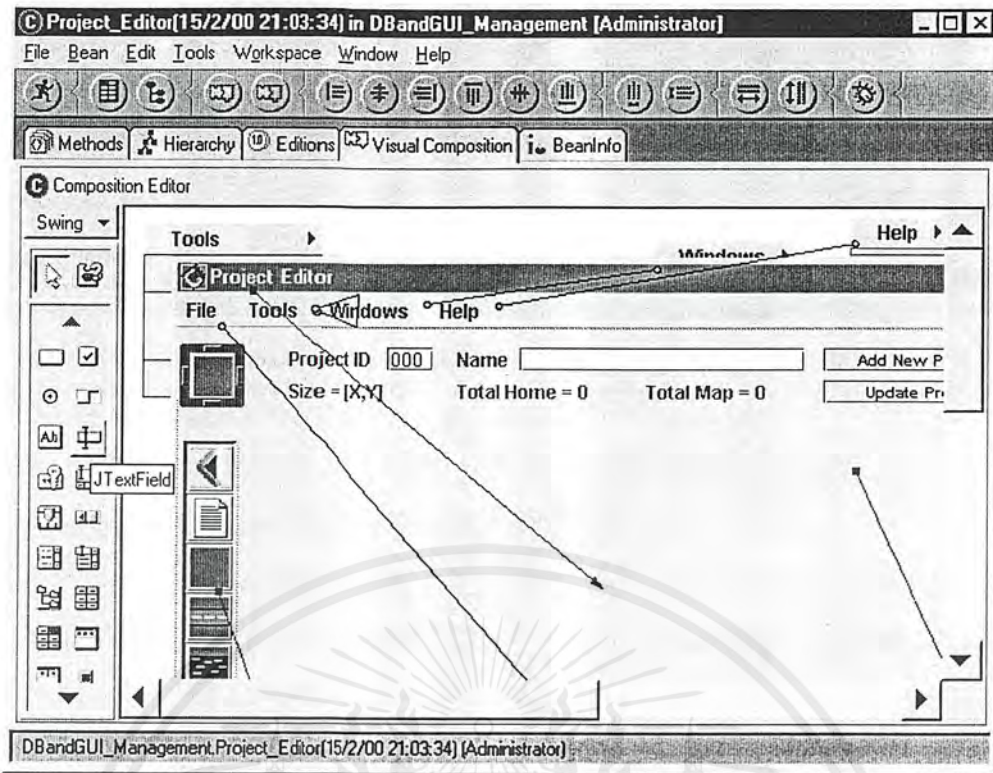 Project_Editor(15/2/00 21:03:34) in DBandGUI_Management [Administrator]
File Bean Edit Tools Workspace Window Help
Methods Hierarchy Editions Visual Composition BeanInfo
Composition Editor
Swing
Tools Windows Help
Project Editor
File Tools Windows Help
Project ID 000 Name Add New P
Size = [X,Y] Total Home = 0 Total Map = 0 Update Pr
JTextField
DBandGUI_Management.Project_Editor(15/2/00 21:03:34) [Administrator]